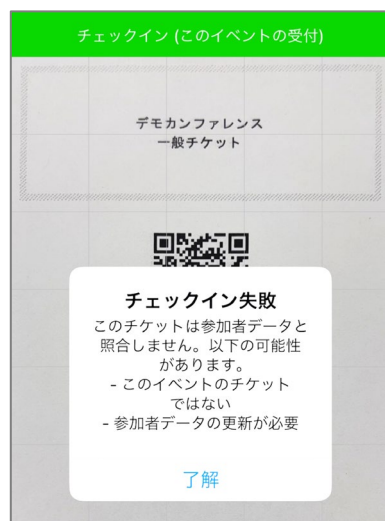 チェックイン (このイベントの受付)
デモカンファレンス
一般チケット
チェックイン失敗
このチケットは参加者データと
照合しません。以下の可能性
があります。
- このイベントのチケット
ではない
- 参加者データの更新が必要
了解